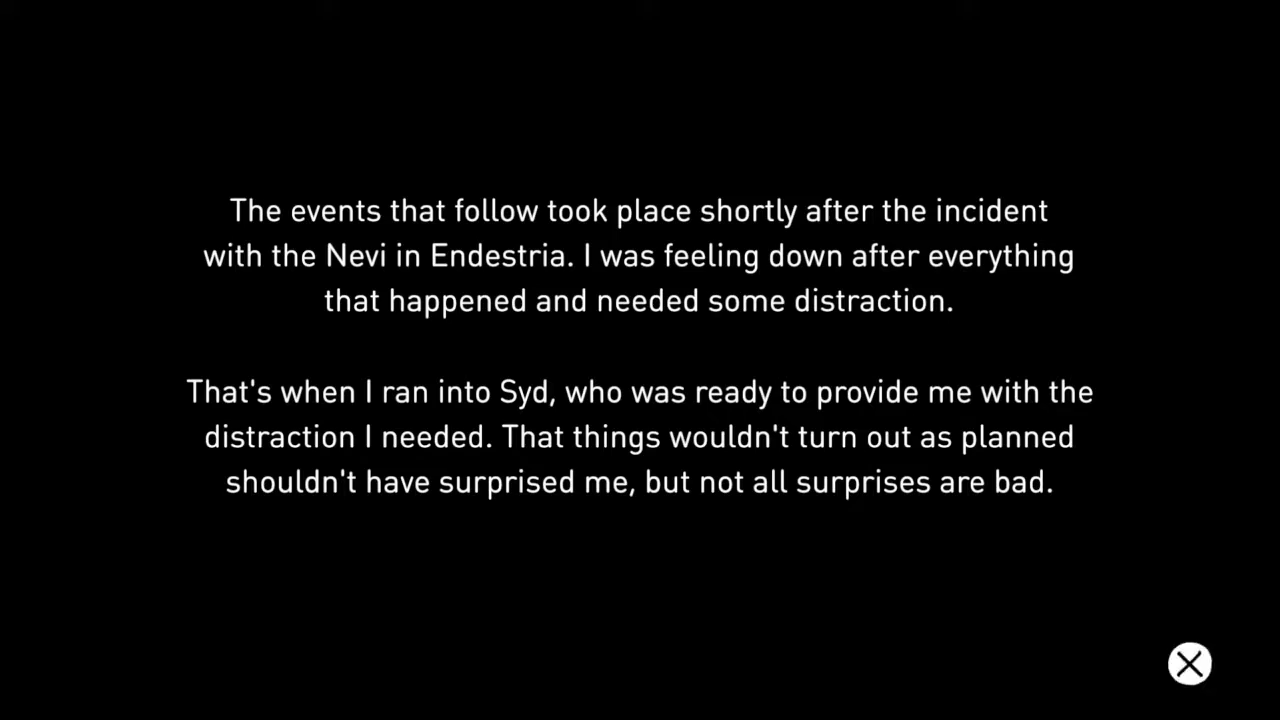 The events that follow took place shortly after the incident
with the Nevi in Endestria. I was feeling down after everything
that happened and needed some distraction.
That's when I ran into Syd, who was ready to provide me with the
distraction I needed. That things wouldn't turn out as planned
shouldn't have surprised me, but not all surprises are bad.